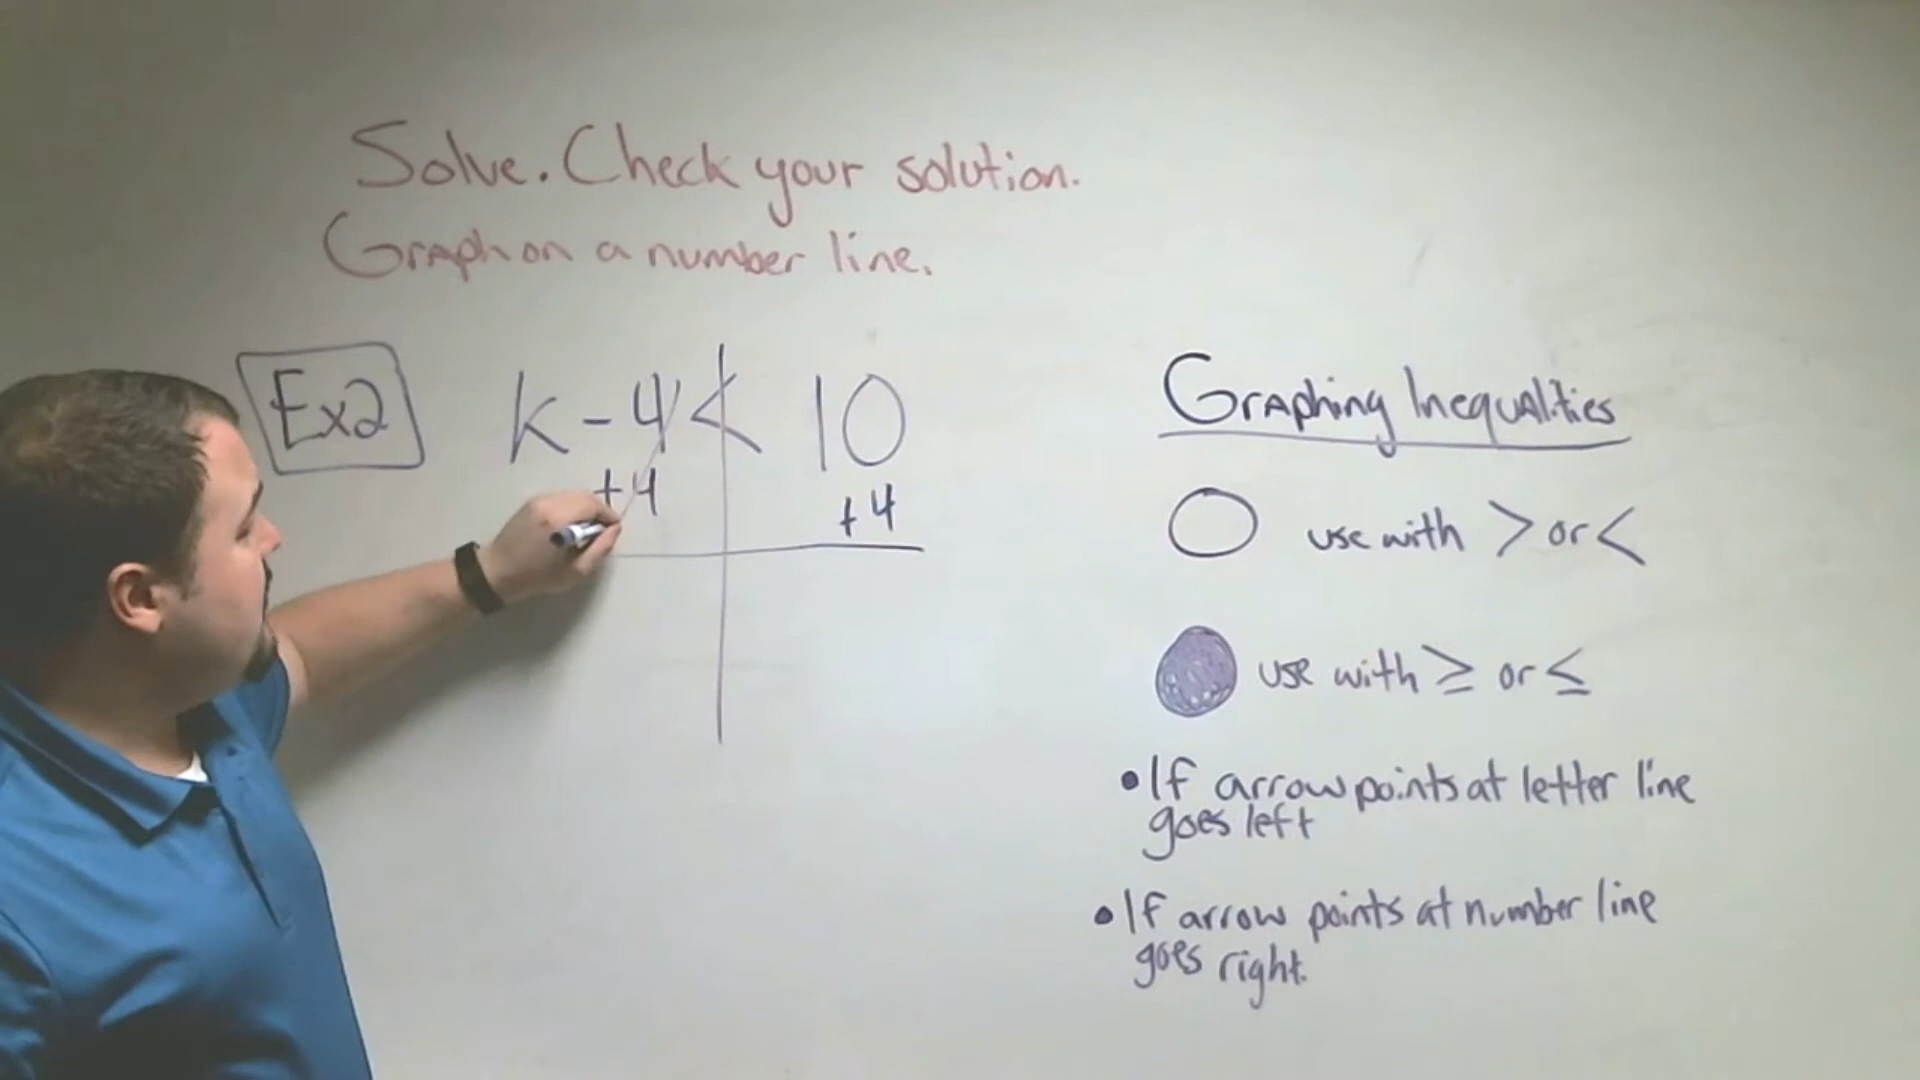 Solve. Check your solution.
Graph on a number line.
Ex2
k - 4 < 10
+4 +4
Graphing Inequalities
use with > or <
use with ≥ or ≤
• If arrow points at letter line
goes left
• If arrow points at number line
goes right.